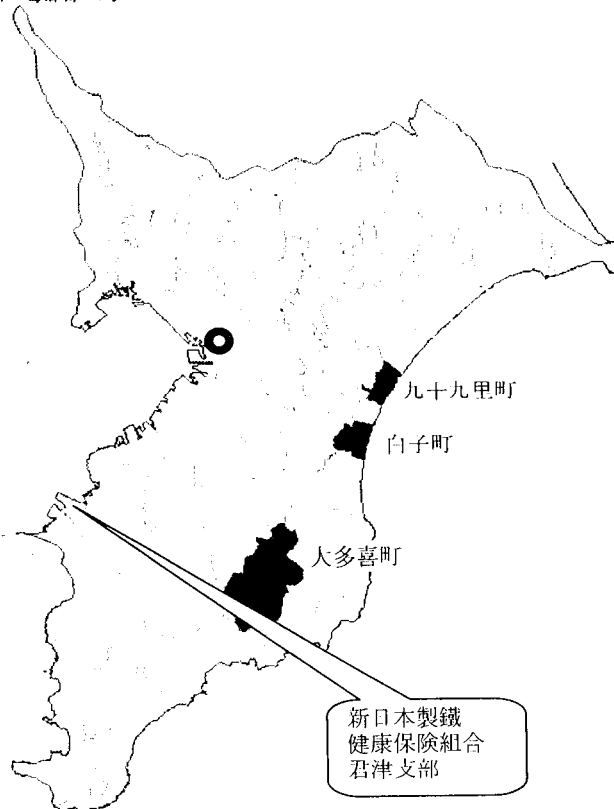 九十九里町
白子町
大多喜町
新日本製鐵
健康保険組合
君津支部